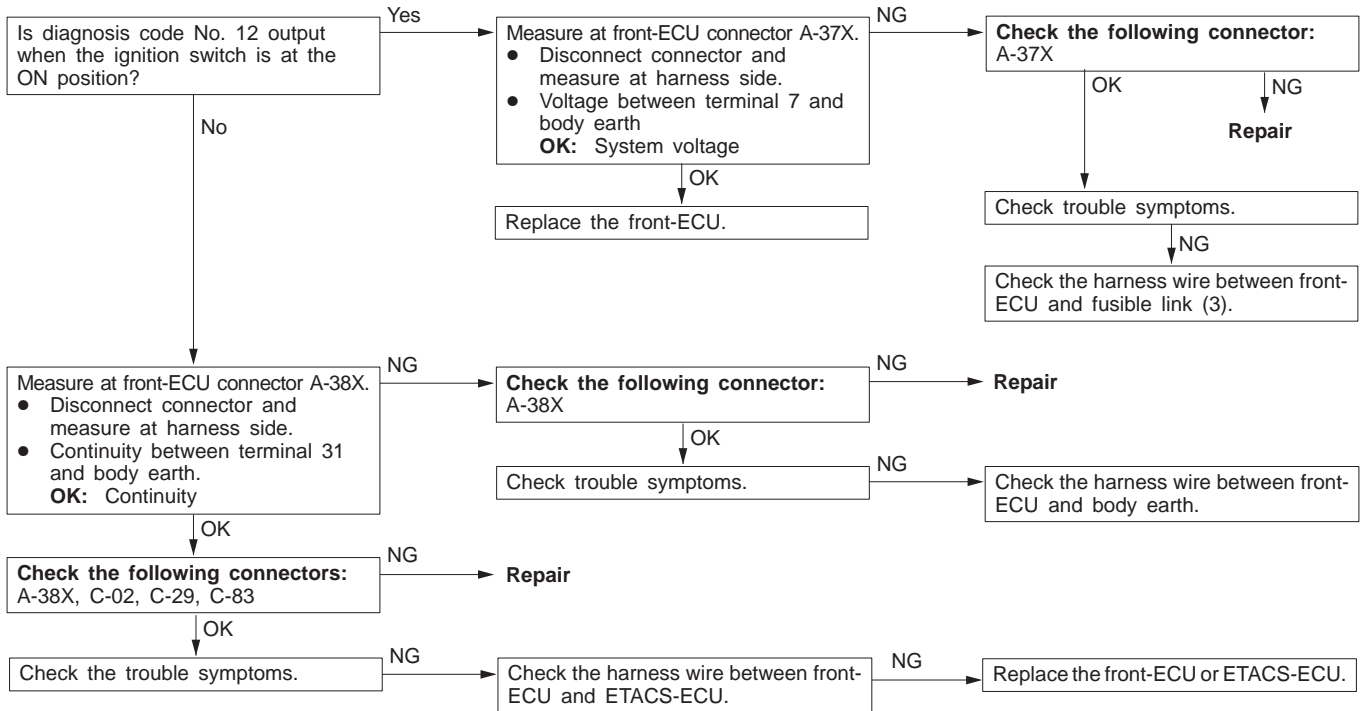 Is diagnosis code No. 12 output
when the ignition switch is at the
ON position?
Yes
No
Measure at front-ECU connector A-37X.
● Disconnect connector and
measure at harness side.
● Voltage between terminal 7 and
body earth
OK: System voltage
NG
OK
Replace the front-ECU.
Check the following connector:
A-37X
OK
NG
Repair
Check trouble symptoms.
NG
Check the harness wire between front-
ECU and fusible link (3).
Measure at front-ECU connector A-38X.
● Disconnect connector and
measure at harness side.
● Continuity between terminal 31
and body earth.
OK: Continuity
NG
OK
Check the following connector:
A-38X
NG
Repair
OK
Check trouble symptoms.
NG
Check the harness wire between front-
ECU and body earth.
Check the following connectors:
A-38X, C-02, C-29, C-83
NG
Repair
OK
Check the trouble symptoms.
NG
Check the harness wire between front-
ECU and ETACS-ECU.
NG
Replace the front-ECU or ETACS-ECU.